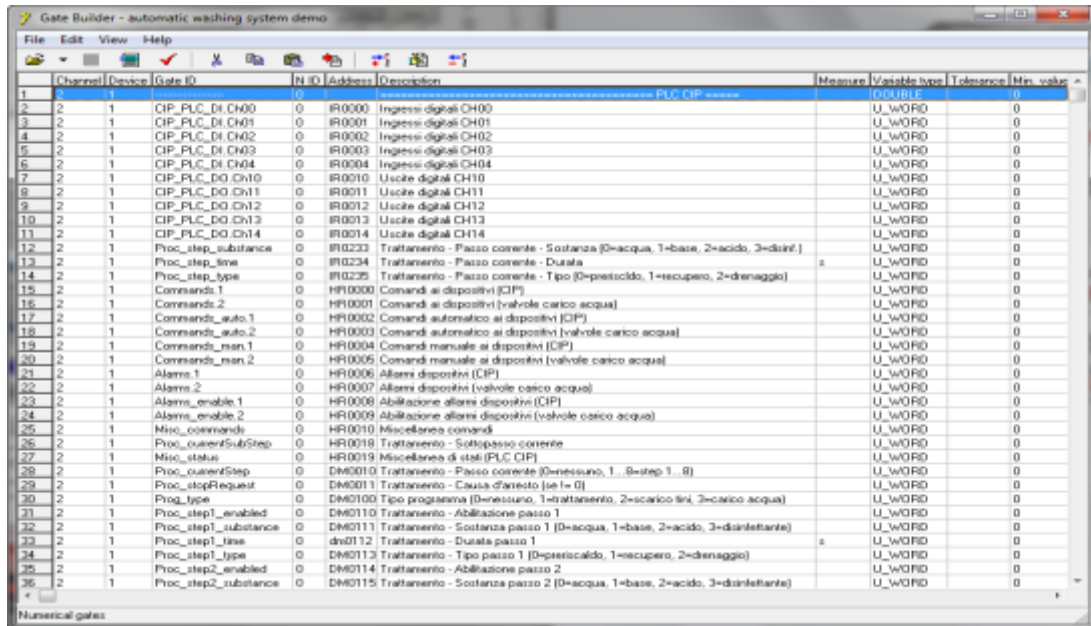 Gate Builder - automatic washing system demo
File Edit View Help
Channel Device Gate ID N ID Address Description Measure Variable type Tolerance Min. value
1 2 1 --------------- 0 PLC CIP ===== DOUBLE 0
2 2 1 CIP_PLC_DI.Ch00 0 IR0000 Ingressi digitali CH00 U_WORD 0
3 2 1 CIP_PLC_DI.Ch01 0 IR0001 Ingressi digitali CH01 U_WORD 0
4 2 1 CIP_PLC_DI.Ch02 0 IR0002 Ingressi digitali CH02 U_WORD 0
5 2 1 CIP_PLC_DI.Ch03 0 IR0003 Ingressi digitali CH03 U_WORD 0
6 2 1 CIP_PLC_DI.Ch04 0 IR0004 Ingressi digitali CH04 U_WORD 0
7 2 1 CIP_PLC_DO.Ch10 0 IR0010 Uscite digitali CH10 U_WORD 0
8 2 1 CIP_PLC_DO.Ch11 0 IR0011 Uscite digitali CH11 U_WORD 0
9 2 1 CIP_PLC_DO.Ch12 0 IR0012 Uscite digitali CH12 U_WORD 0
10 2 1 CIP_PLC_DO.Ch13 0 IR0013 Uscite digitali CH13 U_WORD 0
11 2 1 CIP_PLC_DO.Ch14 0 IR0014 Uscite digitali CH14 U_WORD 0
12 2 1 Proc_step_substance 0 IR0233 Trattamento - Passo corrente - Sostanza (0=acqua, 1=base, 2=acido, 3=disinf.) U_WORD 0
13 2 1 Proc_step_time 0 IR0234 Trattamento - Passo corrente - Durata s U_WORD 0
14 2 1 Proc_step_type 0 IR0235 Trattamento - Passo corrente - Tipo (0=preriscldo, 1=recupero, 2=drenaggio) U_WORD 0
15 2 1 Commands.1 0 HR0000 Comandi ai dispositivi (CIP) U_WORD 0
16 2 1 Commands.2 0 HR0001 Comandi ai dispositivi (valvole carico acqua) U_WORD 0
17 2 1 Commands_auto.1 0 HR0002 Comandi automatico ai dispositivi (CIP) U_WORD 0
18 2 1 Commands_auto.2 0 HR0003 Comandi automatico ai dispositivi (valvole carico acqua) U_WORD 0
19 2 1 Commands_man.1 0 HR0004 Comandi manuale ai dispositivi (CIP) U_WORD 0
20 2 1 Commands_man.2 0 HR0005 Comandi manuale ai dispositivi (valvole carico acqua) U_WORD 0
21 2 1 Alarms.1 0 HR0006 Allarmi dispositivi (CIP) U_WORD 0
22 2 1 Alarms.2 0 HR0007 Allarmi dispositivi (valvole carico acqua) U_WORD 0
23 2 1 Alarms_enable.1 0 HR0008 Abilitazione allarmi dispositivi (CIP) U_WORD 0
24 2 1 Alarms_enable.2 0 HR0009 Abilitazione allarmi dispositivi (valvole carico acqua) U_WORD 0
25 2 1 Misc_commands 0 HR0010 Miscellanea comandi U_WORD 0
26 2 1 Proc_currentSubStep 0 HR0018 Trattamento - Sottopasso corrente U_WORD 0
27 2 1 Misc_status 0 HR0019 Miscellanea di stati (PLC CIP) U_WORD 0
28 2 1 Proc_currentStep 0 DM0010 Trattamento - Passo corrente (0=nessuno, 1...8=step 1...8) U_WORD 0
29 2 1 Proc_stopRequest 0 DM0011 Trattamento - Causa d'arresto (se != 0) U_WORD 0
30 2 1 Prog_type 0 DM0100 Tipo programma (0=nessuno, 1=trattamento, 2=scarico tini, 3=carico acqua) U_WORD 0
31 2 1 Proc_step1_enabled 0 DM0110 Trattamento - Abilitazione passo 1 U_WORD 0
32 2 1 Proc_step1_substance 0 DM0111 Trattamento - Sostanza passo 1 (0=acqua, 1=base, 2=acido, 3=disinfettante) U_WORD 0
33 2 1 Proc_step1_time 0 dm0112 Trattamento - Durata passo 1 s U_WORD 0
34 2 1 Proc_step1_type 0 DM0113 Trattamento - Tipo passo 1 (0=preriscaldo, 1=recupero, 2=drenaggio) U_WORD 0
35 2 1 Proc_step2_enabled 0 DM0114 Trattamento - Abilitazione passo 2 U_WORD 0
36 2 1 Proc_step2_substance 0 DM0115 Trattamento - Sostanza passo 2 (0=acqua, 1=base, 2=acido, 3=disinfettante) U_WORD 0
Numerical gates